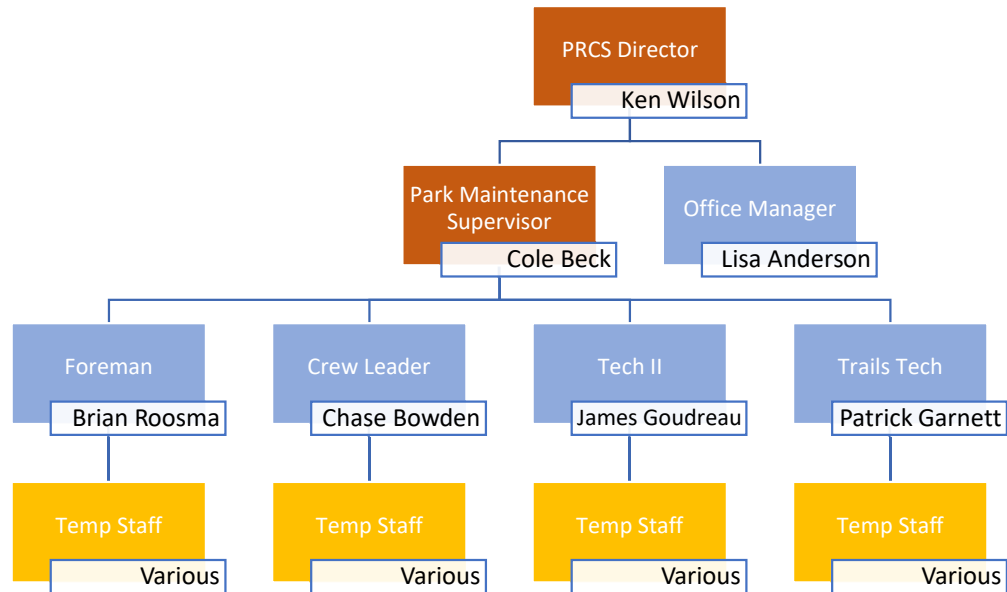 PRCS Director
Ken Wilson
Park Maintenance
Supervisor
Cole Beck
Office Manager
Lisa Anderson
Foreman
Brian Roosma
Crew Leader
Chase Bowden
Tech II
James Goudreau
Trails Tech
Patrick Garnett
Temp Staff
Various
Temp Staff
Various
Temp Staff
Various
Temp Staff
Various